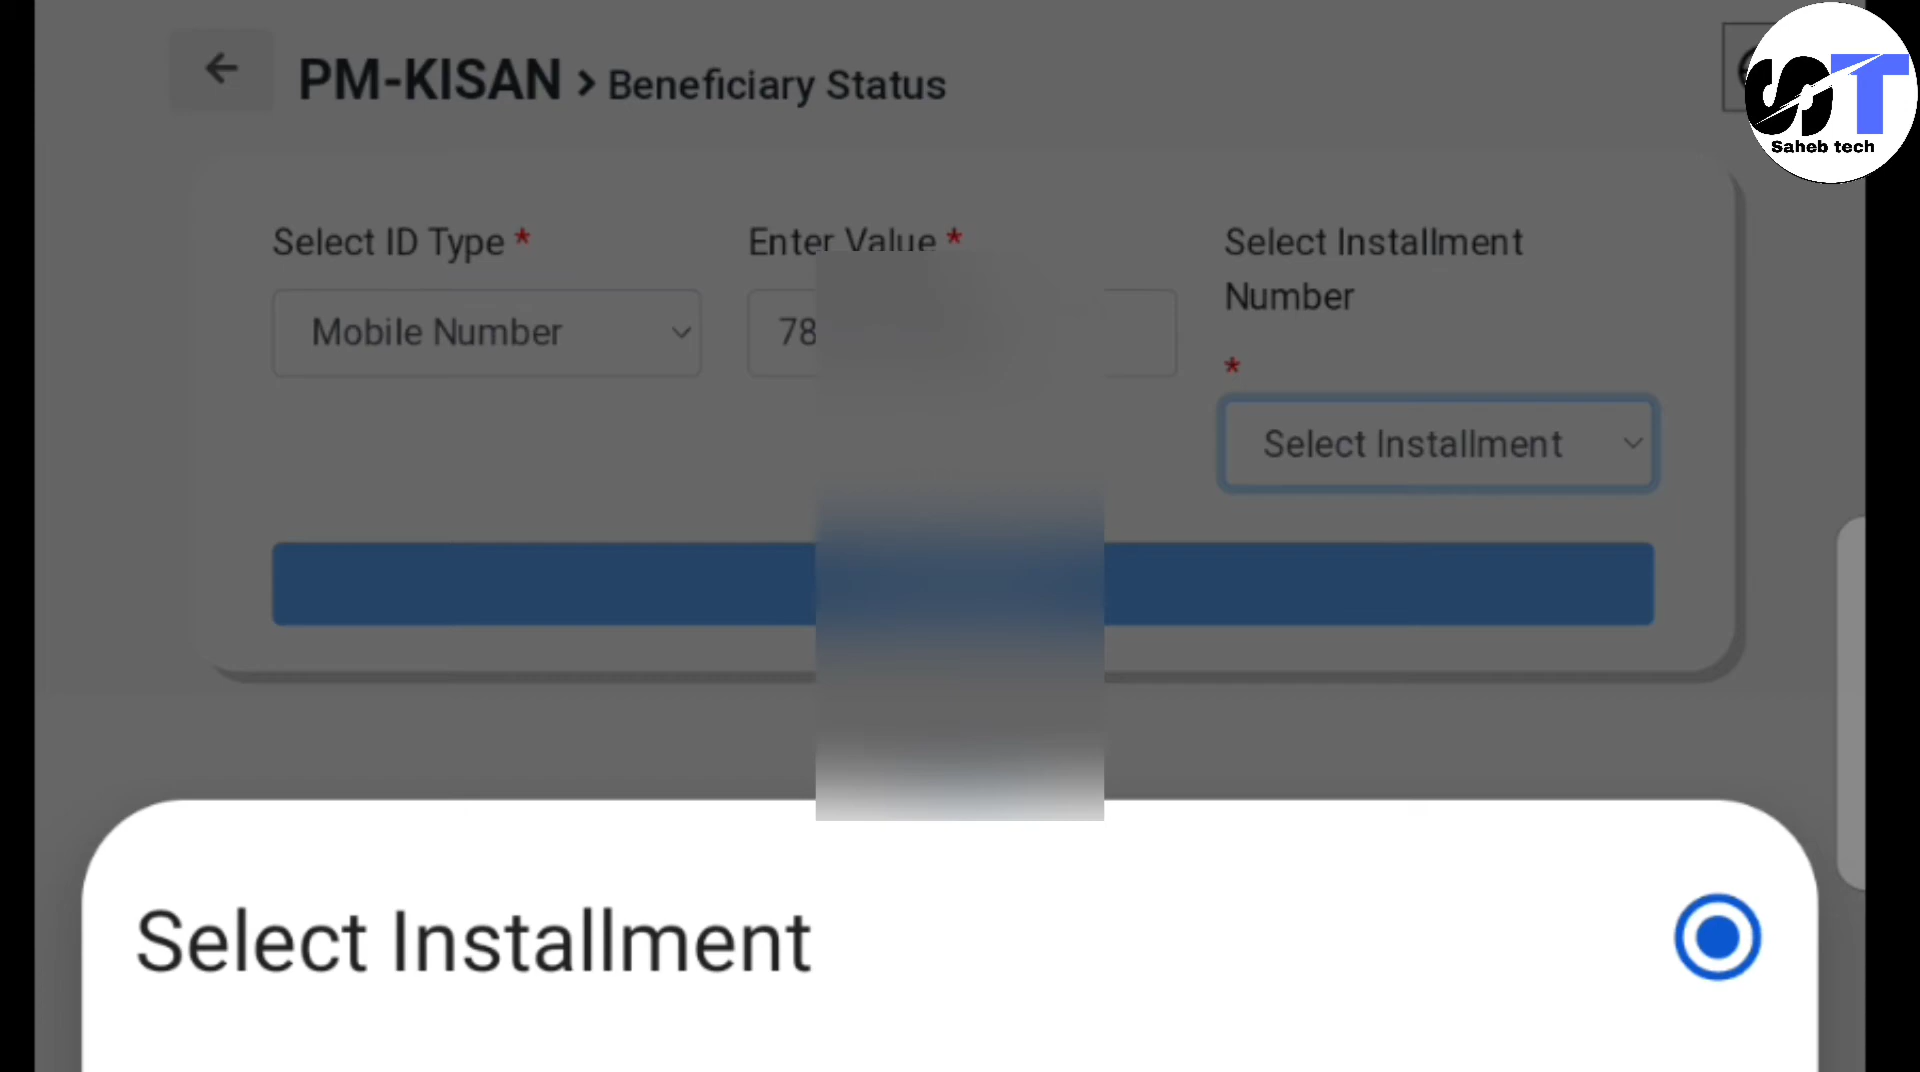 PM-KISAN > Beneficiary Status
ST
Saheb tech
Select ID Type *
Enter Value *
Select Installment
Number
*
Mobile Number
78
Select Installment
Select Installment